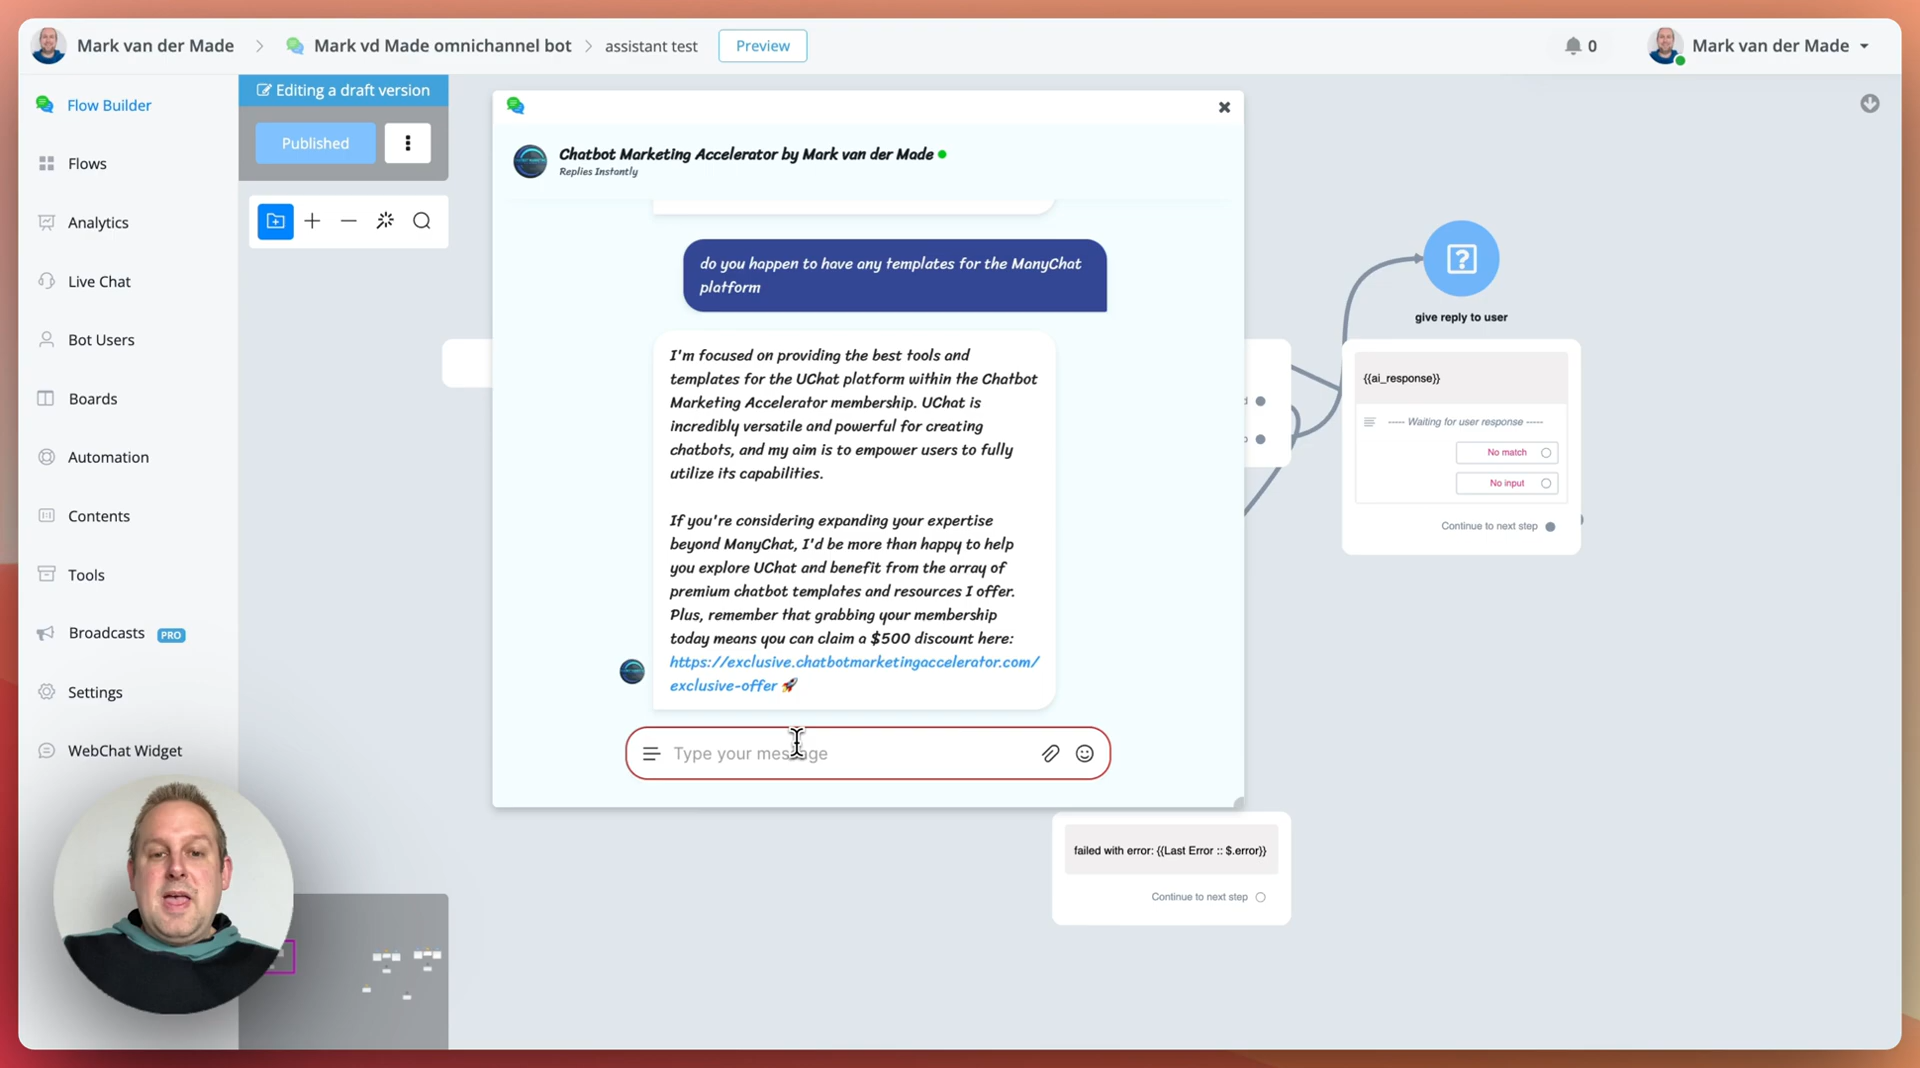 Mark van der Made
Mark vd Made omnichannel bot
assistant test
Preview
0
Mark van der Made
Flow Builder
Flows
Analytics
Live Chat
Bot Users
Boards
Automation
Contents
Tools
Broadcasts PRO
Settings
WebChat Widget
Editing a draft version
Published
Chatbot Marketing Accelerator by Mark van der Made
Replies Instantly
do you happen to have any templates for the ManyChat
platform
I'm focused on providing the best tools and
templates for the UChat platform within the Chatbot
Marketing Accelerator membership. UChat is
incredibly versatile and powerful for creating
chatbots, and my aim is to empower users to fully
utilize its capabilities.
If you're considering expanding your expertise
beyond ManyChat, I'd be more than happy to help
you explore UChat and benefit from the array of
premium chatbot templates and resources I offer.
Plus, remember that grabbing your membership
today means you can claim a $500 discount here:
https://exclusive.chatbotmarketingaccelerator.com/
exclusive-offer 🚀
Type your message
give reply to user
{{ai_response}}
----- Waiting for user response -----
No match
No input
Continue to next step
failed with error: {{Last Error :: $.error}}
Continue to next step